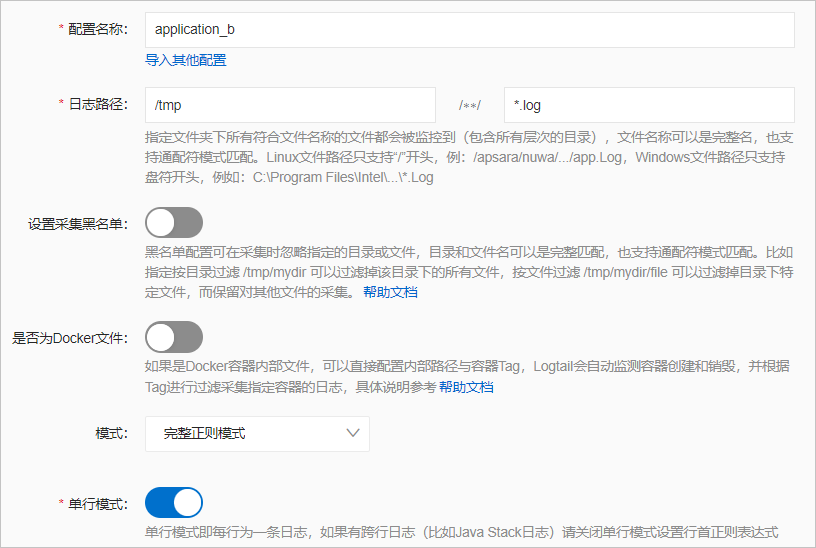 * 配置名称： application_b
导入其他配置
* 日志路径： /tmp /**/ *.log
指定文件夹下所有符合文件名称的文件都会被监控到（包含所有层次的目录），文件名称可以是完整名，也支
持通配符模式匹配。Linux文件路径只支持“/”开头，例：/apsara/nuwa/.../app.Log，Windows文件路径只支持
盘符开头，例如：C:\Program Files\Intel\...\*.Log
设置采集黑名单：
黑名单配置可在采集时忽略指定的目录或文件，目录和文件名可以是完整匹配，也支持通配符模式匹配。比如
指定按目录过滤 /tmp/mydir 可以过滤掉该目录下的所有文件，按文件过滤 /tmp/mydir/file 可以过滤掉目录下特
定文件，而保留对其他文件的采集。 帮助文档
是否为Docker文件：
如果是Docker容器内部文件，可以直接配置内部路径与容器Tag，Logtail会自动监测容器创建和销毁，并根据
Tag进行过滤采集指定容器的日志，具体说明参考 帮助文档
模式： 完整正则模式
* 单行模式：
单行模式即每行为一条日志，如果有跨行日志（比如Java Stack日志）请关闭单行模式设置行首正则表达式